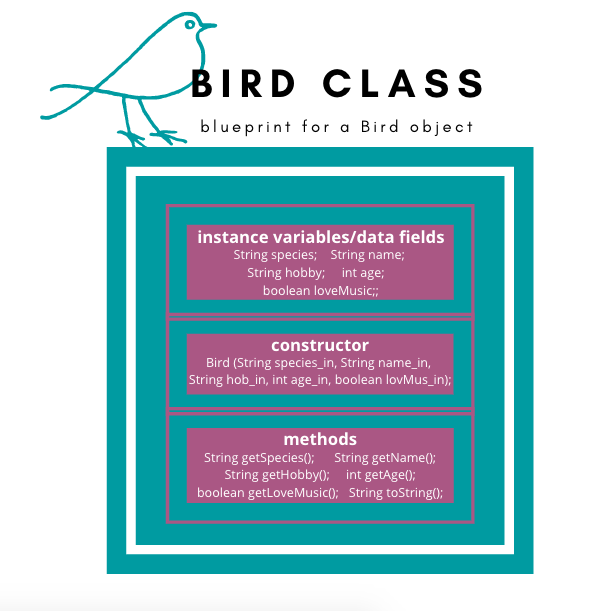 BIRD CLASS
blueprint for a Bird object
instance variables/data fields
String species;    String name;
String hobby;    int age;
boolean loveMusic;;
constructor
Bird (String species_in, String name_in,
String hob_in, int age_in, boolean lovMus_in);
methods
String getSpecies();    String getName();
String getHobby();    int getAge();
boolean getLoveMusic();    String toString();